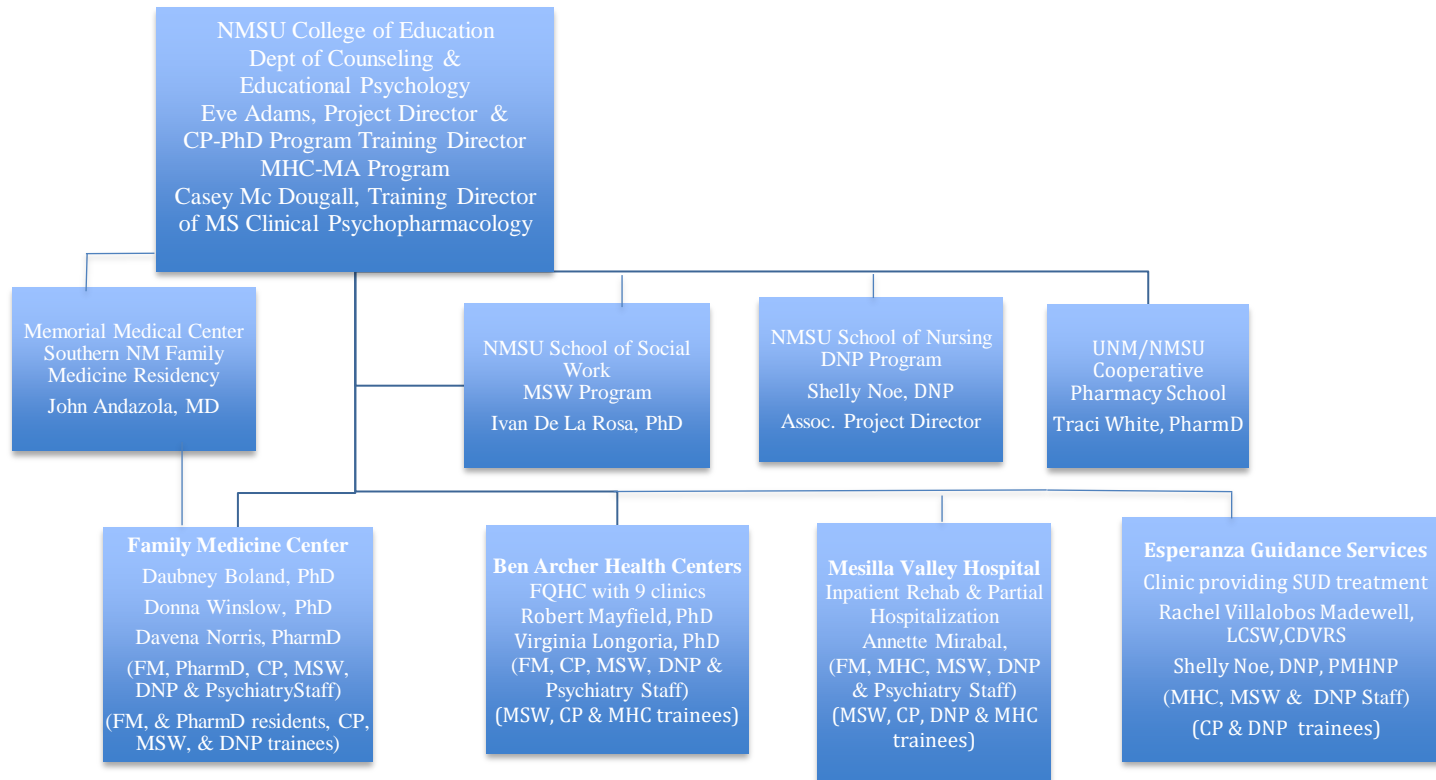 NMSU College of Education
Dept of Counseling &
Educational Psychology
Eve Adams, Project Director &
CP-PhD Program Training Director
MHC-MA Program
Casey Mc Dougall, Training Director
of MS Clinical Psychopharmacology
Memorial Medical Center
Southern NM Family
Medicine Residency
John Andazola, MD
NMSU School of Social
Work
MSW Program
Ivan De La Rosa, PhD
NMSU School of Nursing
DNP Program
Shelly Noe, DNP
Assoc. Project Director
UNM/NMSU
Cooperative
Pharmacy School
Traci White, PharmD
Family Medicine Center
Daubney Boland, PhD
Donna Winslow, PhD
Davena Norris, PharmD
(FM, PharmD, CP, MSW,
DNP & PsychiatryStaff)
(FM, & PharmD residents, CP,
MSW, & DNP trainees)
Ben Archer Health Centers
FQHC with 9 clinics
Robert Mayfield, PhD
Virginia Longoria, PhD
(FM, CP, MSW, DNP &
Psychiatry Staff)
(MSW, CP & MHC trainees)
Mesilla Valley Hospital
Inpatient Rehab & Partial
Hospitalization
Annette Mirabal,
(FM, MHC, MSW, DNP
& Psychiatry Staff)
(MSW, CP, DNP & MHC
trainees)
Esperanza Guidance Services
Clinic providing SUD treatment
Rachel Villalobos Madewell,
LCSW,CDVRS
Shelly Noe, DNP, PMHNP
(MHC, MSW & DNP Staff)
(CP & DNP trainees)